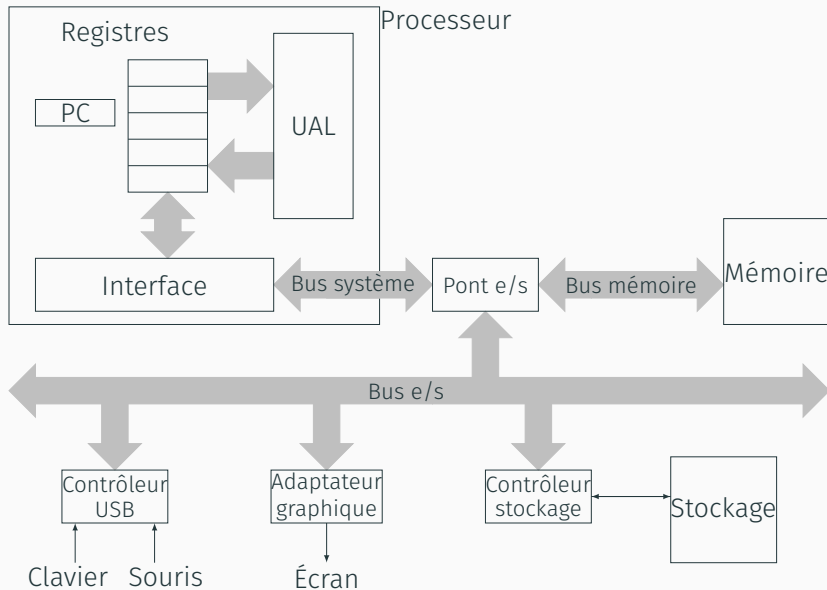 Processeur
Registres
PC
UAL
Interface
Bus système
Pont e/s
Bus mémoire
Mémoire
Bus e/s
Contrôleur
USB
Adaptateur
graphique
Contrôleur
stockage
Stockage
Clavier
Souris
Écran